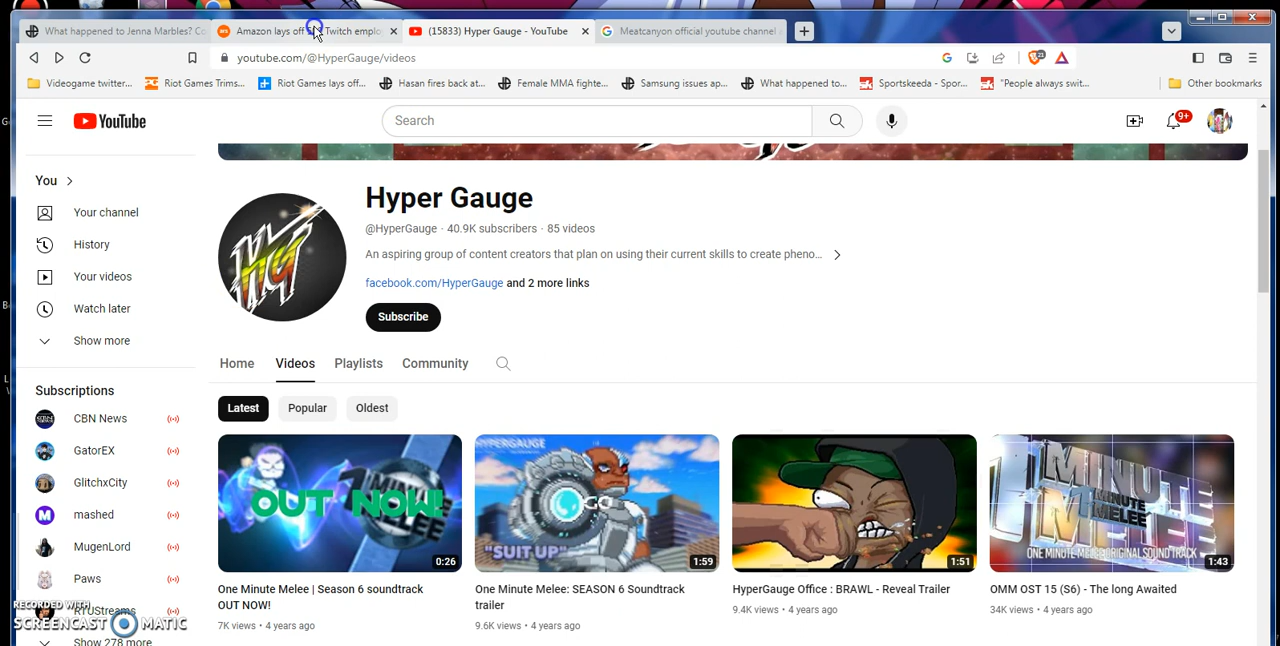 What happened to Jenna Marbles? Co
Amazon lays off Twitch emplo
(15833) Hyper Gauge - YouTube
Meatcanyon official youtube channel
youtube.com/@HyperGauge/videos
Videogame twitter...
Riot Games Trims...
Riot Games lays off...
Hasan fires back at...
Female MMA fighte...
Samsung issues ap...
What happened to...
Sportskeeda - Spor...
"People always swit...
Other bookmarks
YouTube
Search
9+
You
Your channel
History
Your videos
Watch later
Show more
Subscriptions
CBN News
GatorEX
GlitchxCity
mashed
MugenLord
Paws
RTUStreams
Show 278 more
Hyper Gauge
@HyperGauge · 40.9K subscribers · 85 videos
An aspiring group of content creators that plan on using their current skills to create pheno...
facebook.com/HyperGauge and 2 more links
Subscribe
Home Videos Playlists Community
Latest Popular Oldest
OUT NOW!
0:26
HYPERGAUGE
"SUIT UP"
1:59
1:51
MINUTE
MELEE
ONE MINUTE MELEE ORIGINAL SOUND TRACK
1:43
One Minute Melee | Season 6 soundtrack
OUT NOW!
7K views • 4 years ago
One Minute Melee: SEASON 6 Soundtrack
trailer
9.6K views • 4 years ago
HyperGauge Office : BRAWL - Reveal Trailer
9.4K views • 4 years ago
OMM OST 15 (S6) - The long Awaited
34K views • 4 years ago
RECORDED WITH
SCREENCAST MATIC